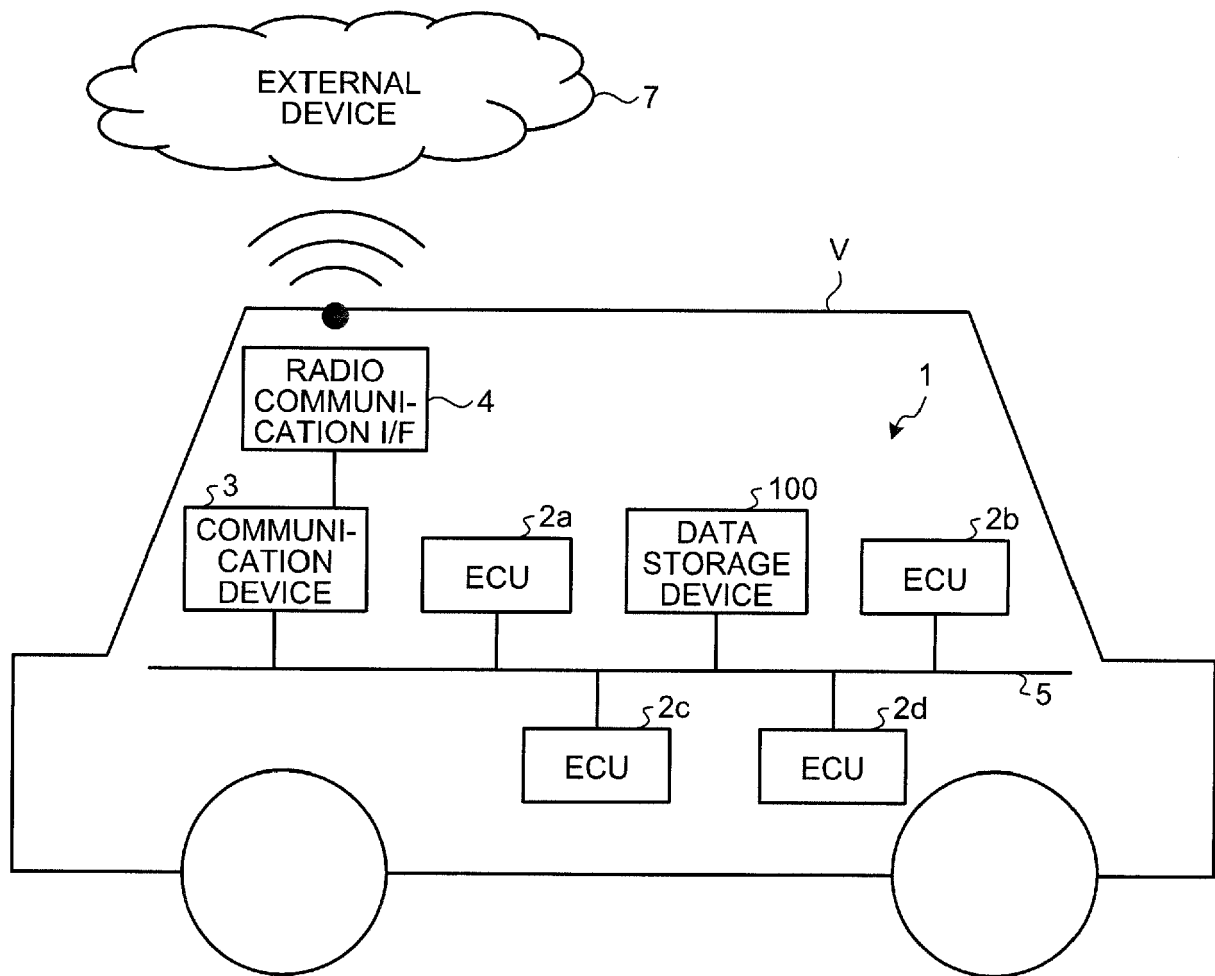 EXTERNAL
DEVICE
7
V
RADIO
COMMUNI-
CATION I/F
4
1
3
COMMUNI-
CATION
DEVICE
2a
ECU
100
DATA
STORAGE
DEVICE
2b
ECU
5
2c
ECU
2d
ECU